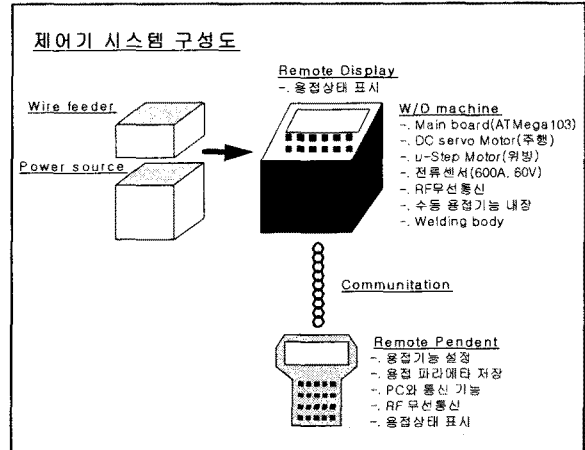 제어기 시스템 구성도
Remote Display
-. 용접상태 표시
Wire feeder
Power source
W/D machine
-. Main board(ATMega103)
-. DC servo Motor(주행)
-. u-Step Motor(위빙)
-. 전류센서(600A, 60V)
-. RF무선통신
-. 수동 용접기능 내장
-. Welding body
Communitation
Remote Pendent
-. 용접기능 설정
-. 용접 파라메타 저장
-. PC와 통신 기능
-. RF 무선통신
-. 용접상태 표시